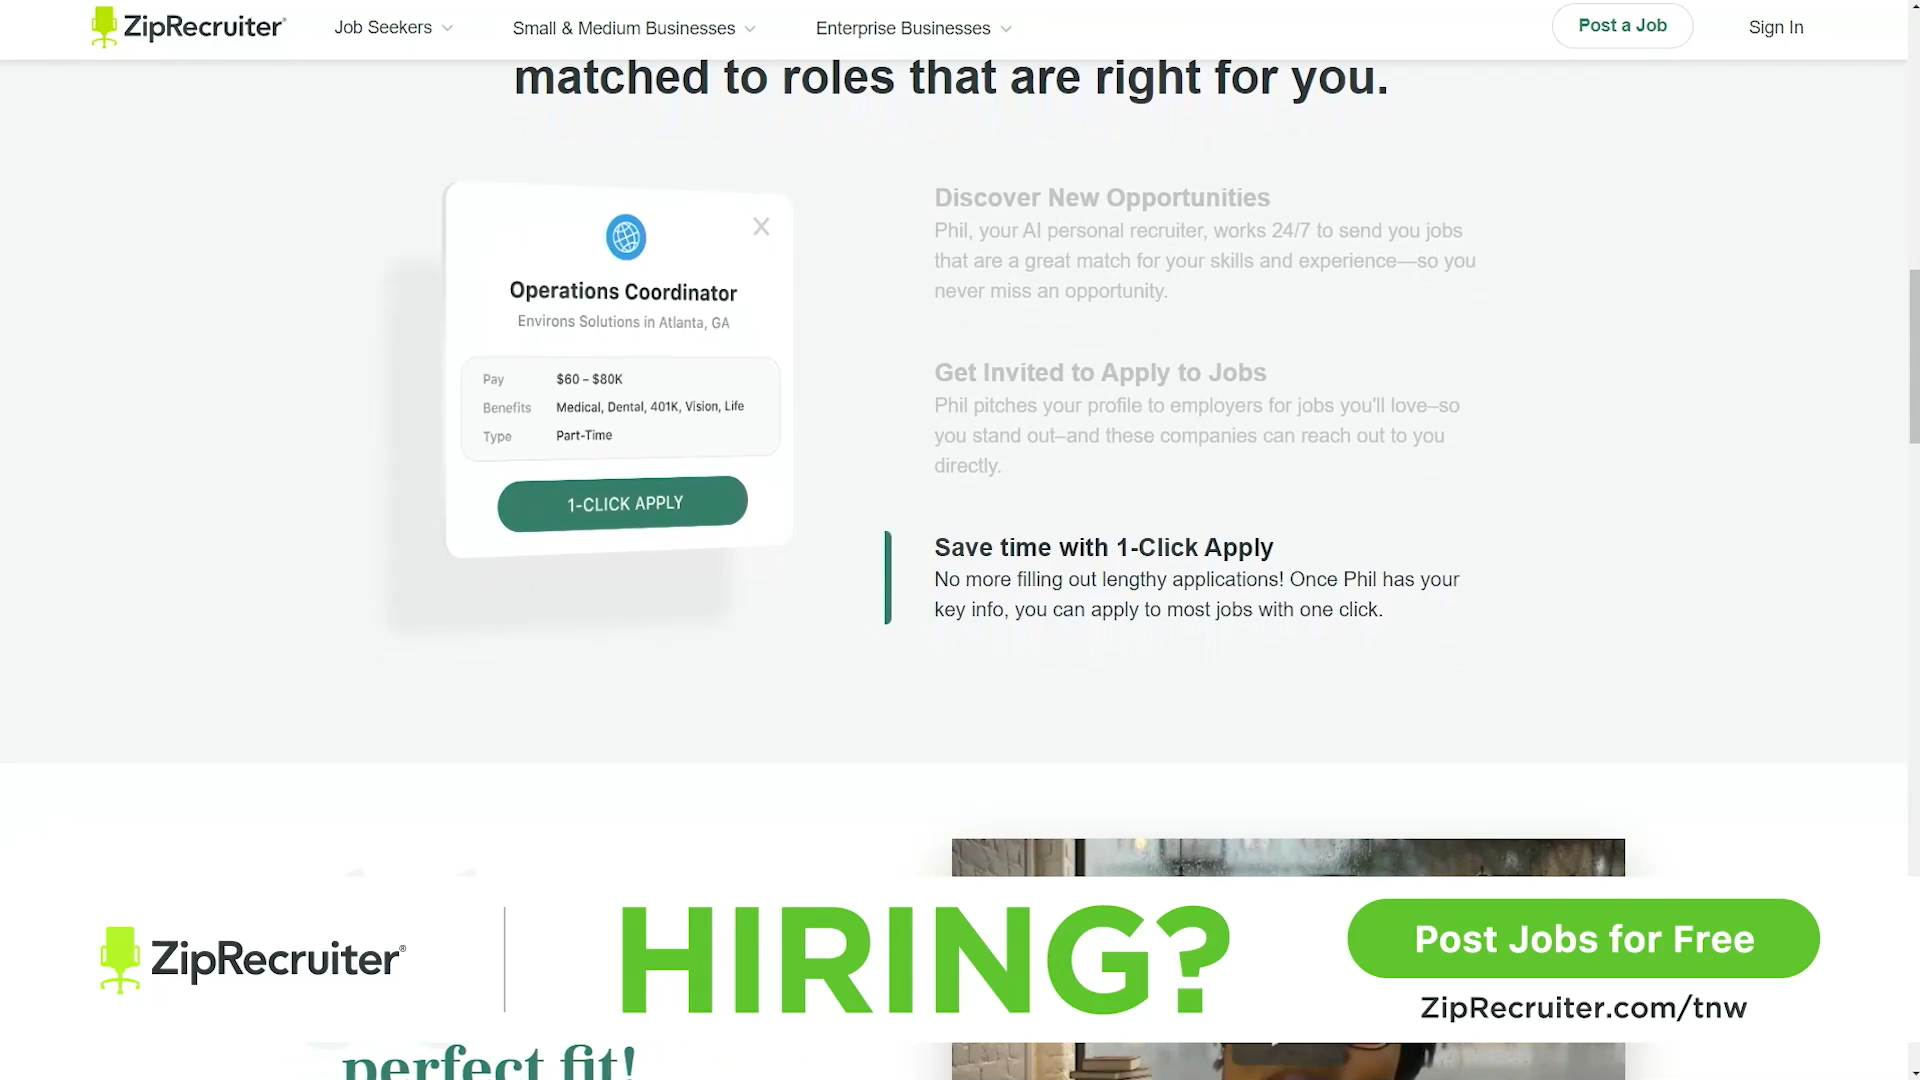 ZipRecruiter®
Job Seekers
Small & Medium Businesses
Enterprise Businesses
Post a Job
Sign In
matched to roles that are right for you.
Operations Coordinator
Environs Solutions in Atlanta, GA
Pay $60 – $80K
Benefits Medical, Dental, 401K, Vision, Life
Type Part-Time
1-CLICK APPLY
Discover New Opportunities
Phil, your AI personal recruiter, works 24/7 to send you jobs
that are a great match for your skills and experience—so you
never miss an opportunity.
Get Invited to Apply to Jobs
Phil pitches your profile to employers for jobs you'll love–so
you stand out–and these companies can reach out to you
directly.
Save time with 1-Click Apply
No more filling out lengthy applications! Once Phil has your
key info, you can apply to most jobs with one click.
ZipRecruiter®
HIRING?
Post Jobs for Free
ZipRecruiter.com/tnw
perfect fit!